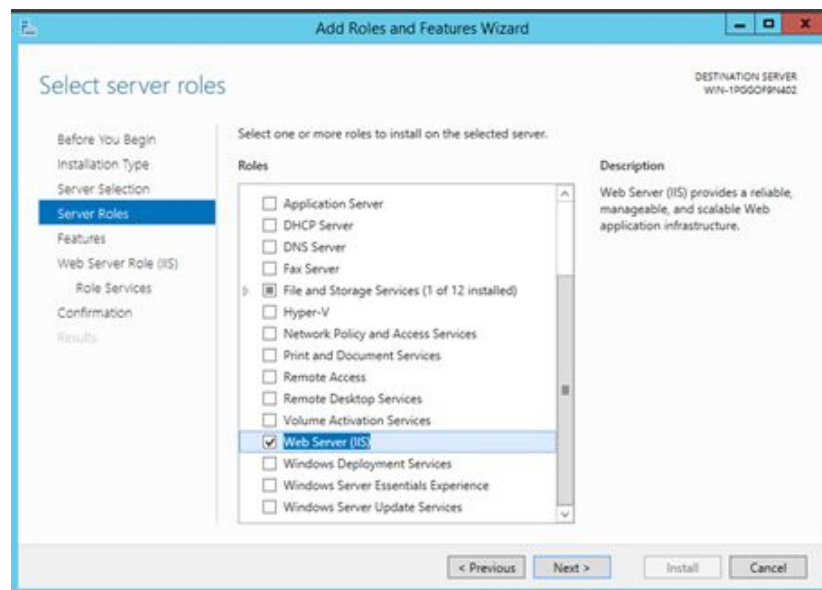 Add Roles and Features Wizard
Select server roles
DESTINATION SERVER
WIN-1PGGOF9N402
Before You Begin
Installation Type
Server Selection
Server Roles
Features
Web Server Role (IIS)
Role Services
Confirmation
Results
Select one or more roles to install on the selected server.
Roles
Application Server
DHCP Server
DNS Server
Fax Server
File and Storage Services (1 of 12 installed)
Hyper-V
Network Policy and Access Services
Print and Document Services
Remote Access
Remote Desktop Services
Volume Activation Services
Web Server (IIS)
Windows Deployment Services
Windows Server Essentials Experience
Windows Server Update Services
Description
Web Server (IIS) provides a reliable,
manageable, and scalable Web
application infrastructure.
< Previous
Next >
Install
Cancel